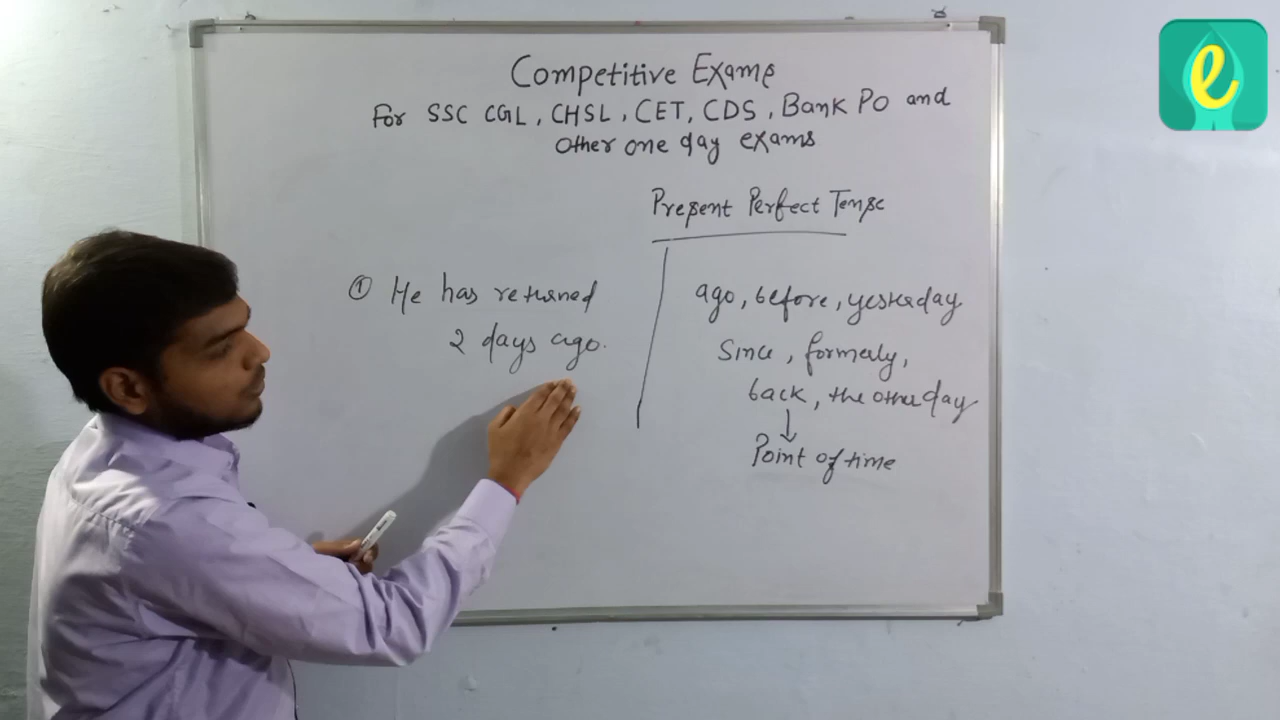 Competitive Exams
For SSC CGL, CHSL, CET, CDS, Bank PO and
Other one day exams
Present Perfect Tense
① He has returned
2 days ago.
ago, before, yesterday
Since, formerly,
back, the other day
↓
Point of time
e